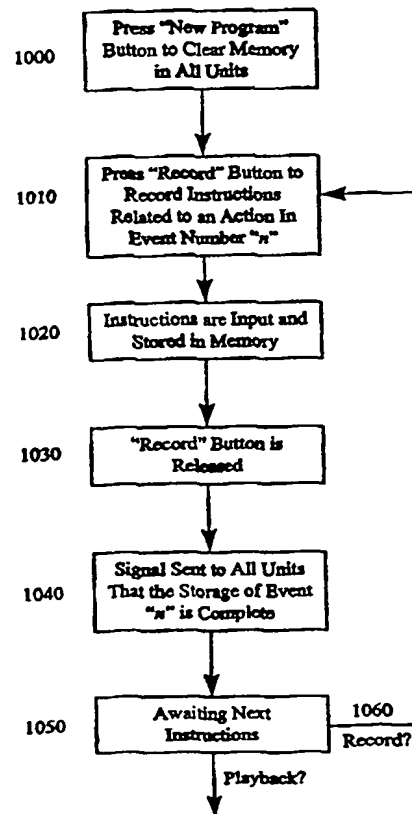 1000
Press "New Program"
Button to Clear Memory
in All Units
1010
Press "Record" Button to
Record Instructions
Related to an Action In
Event Number "n"
1020
Instructions are Input and
Stored in Memory
1030
"Record" Button is
Released
1040
Signal Sent to All Units
That the Storage of Event
"n" is Complete
1050
Awaiting Next
Instructions
1060
Record?
Playback?